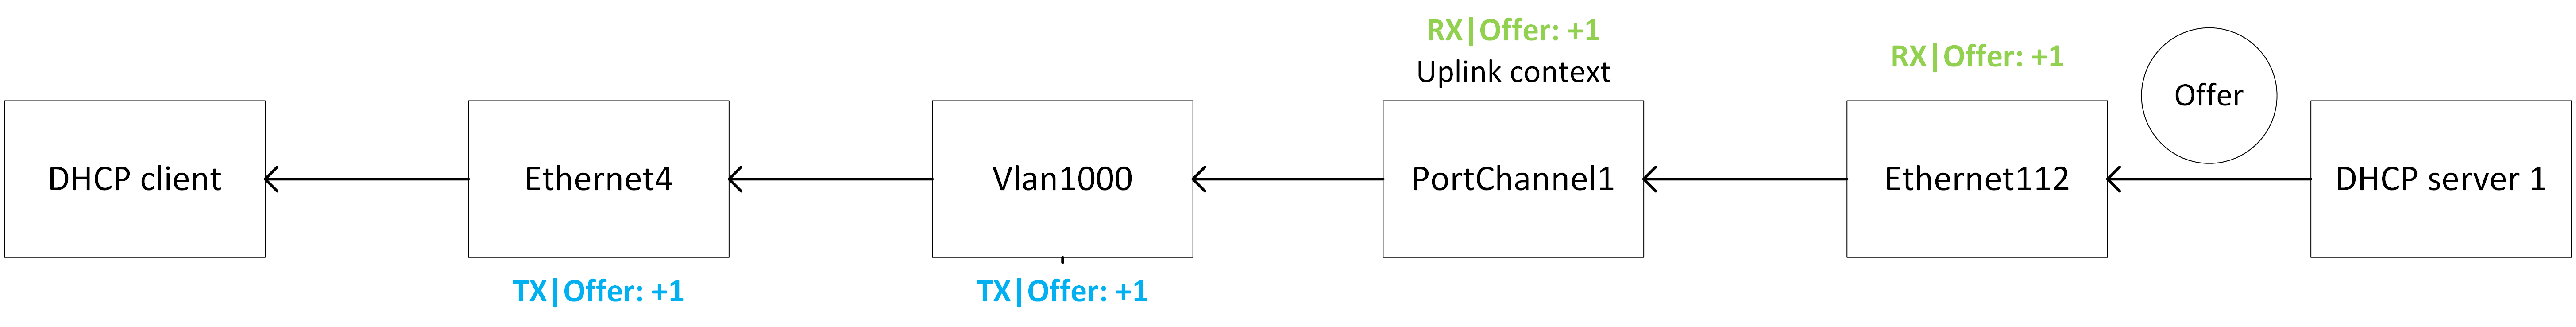 RX|Offer: +1
Uplink context
RX|Offer: +1
Offer
DHCP client
Ethernet4
Vlan1000
PortChannel1
Ethernet112
DHCP server 1
TX|Offer: +1
TX|Offer: +1